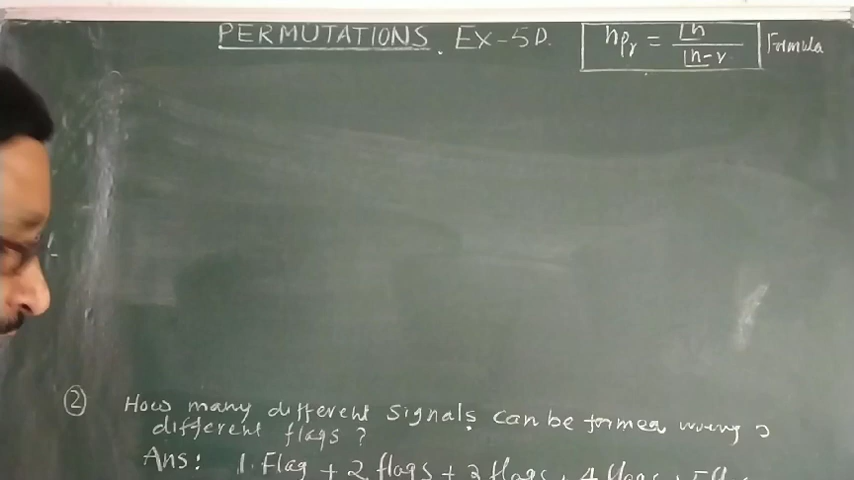 PERMUTATIONS. EX-5D.
nPr = ⌊n / ⌊n-r Formula
② How many different signals can be formed using 5
different flags?
Ans: 1 Flag + 2 flags + 3 flags + 4 flags + 5